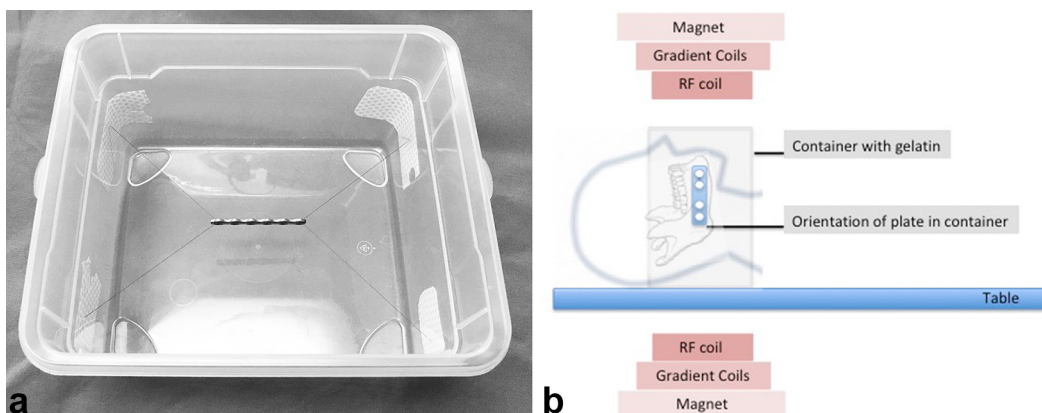 a
Magnet
Gradient Coils
RF coil
Container with gelatin
Orientation of plate in container
Table
RF coil
Gradient Coils
Magnet
b